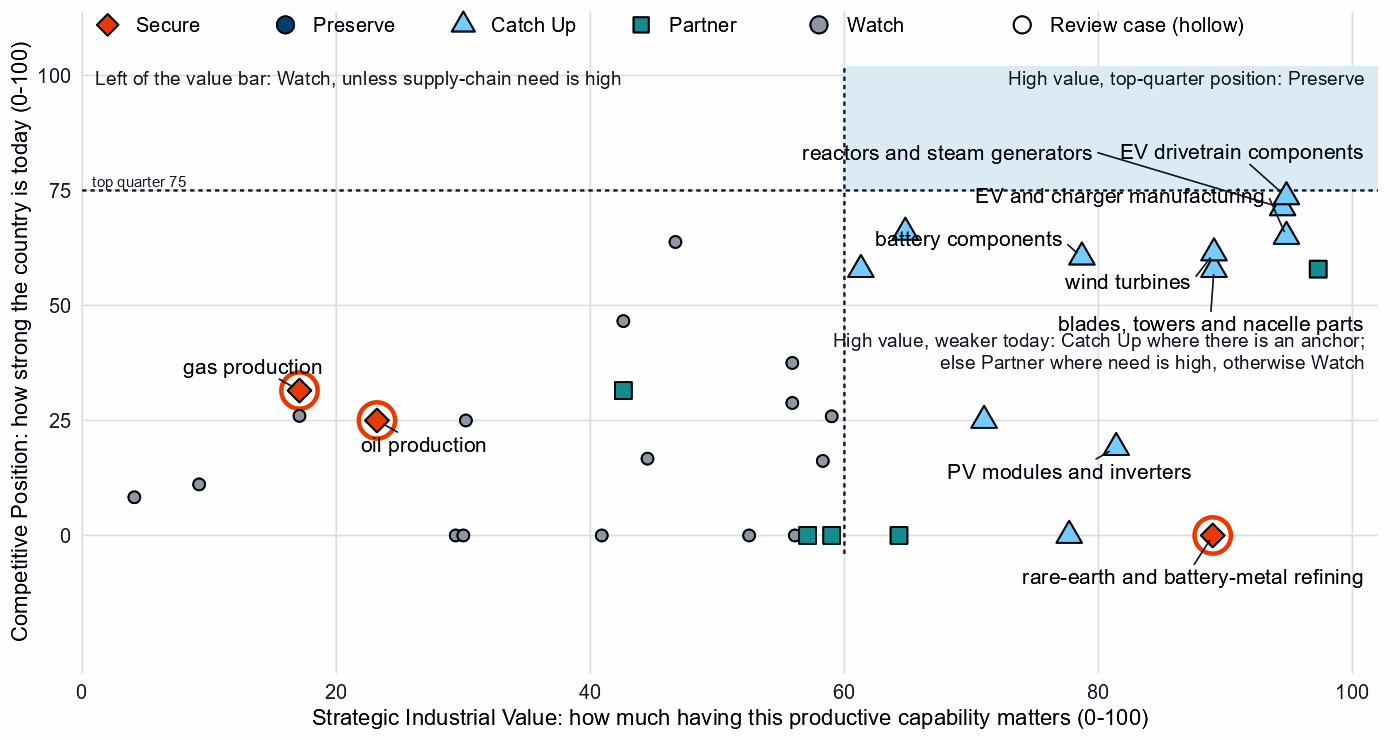 Secure
Preserve
Catch Up
Partner
Watch
Review case (hollow)
Competitive Position: how strong the country is today (0-100)
100
75
50
25
0
Left of the value bar: Watch, unless supply-chain need is high
High value, top-quarter position: Preserve
top quarter 75
reactors and steam generators
EV drivetrain components
EV and charger manufacturing
battery components
wind turbines
blades, towers and nacelle parts
High value, weaker today: Catch Up where there is an anchor;
else Partner where need is high, otherwise Watch
gas production
oil production
PV modules and inverters
rare-earth and battery-metal refining
0
20
40
60
80
100
Strategic Industrial Value: how much having this productive capability matters (0-100)